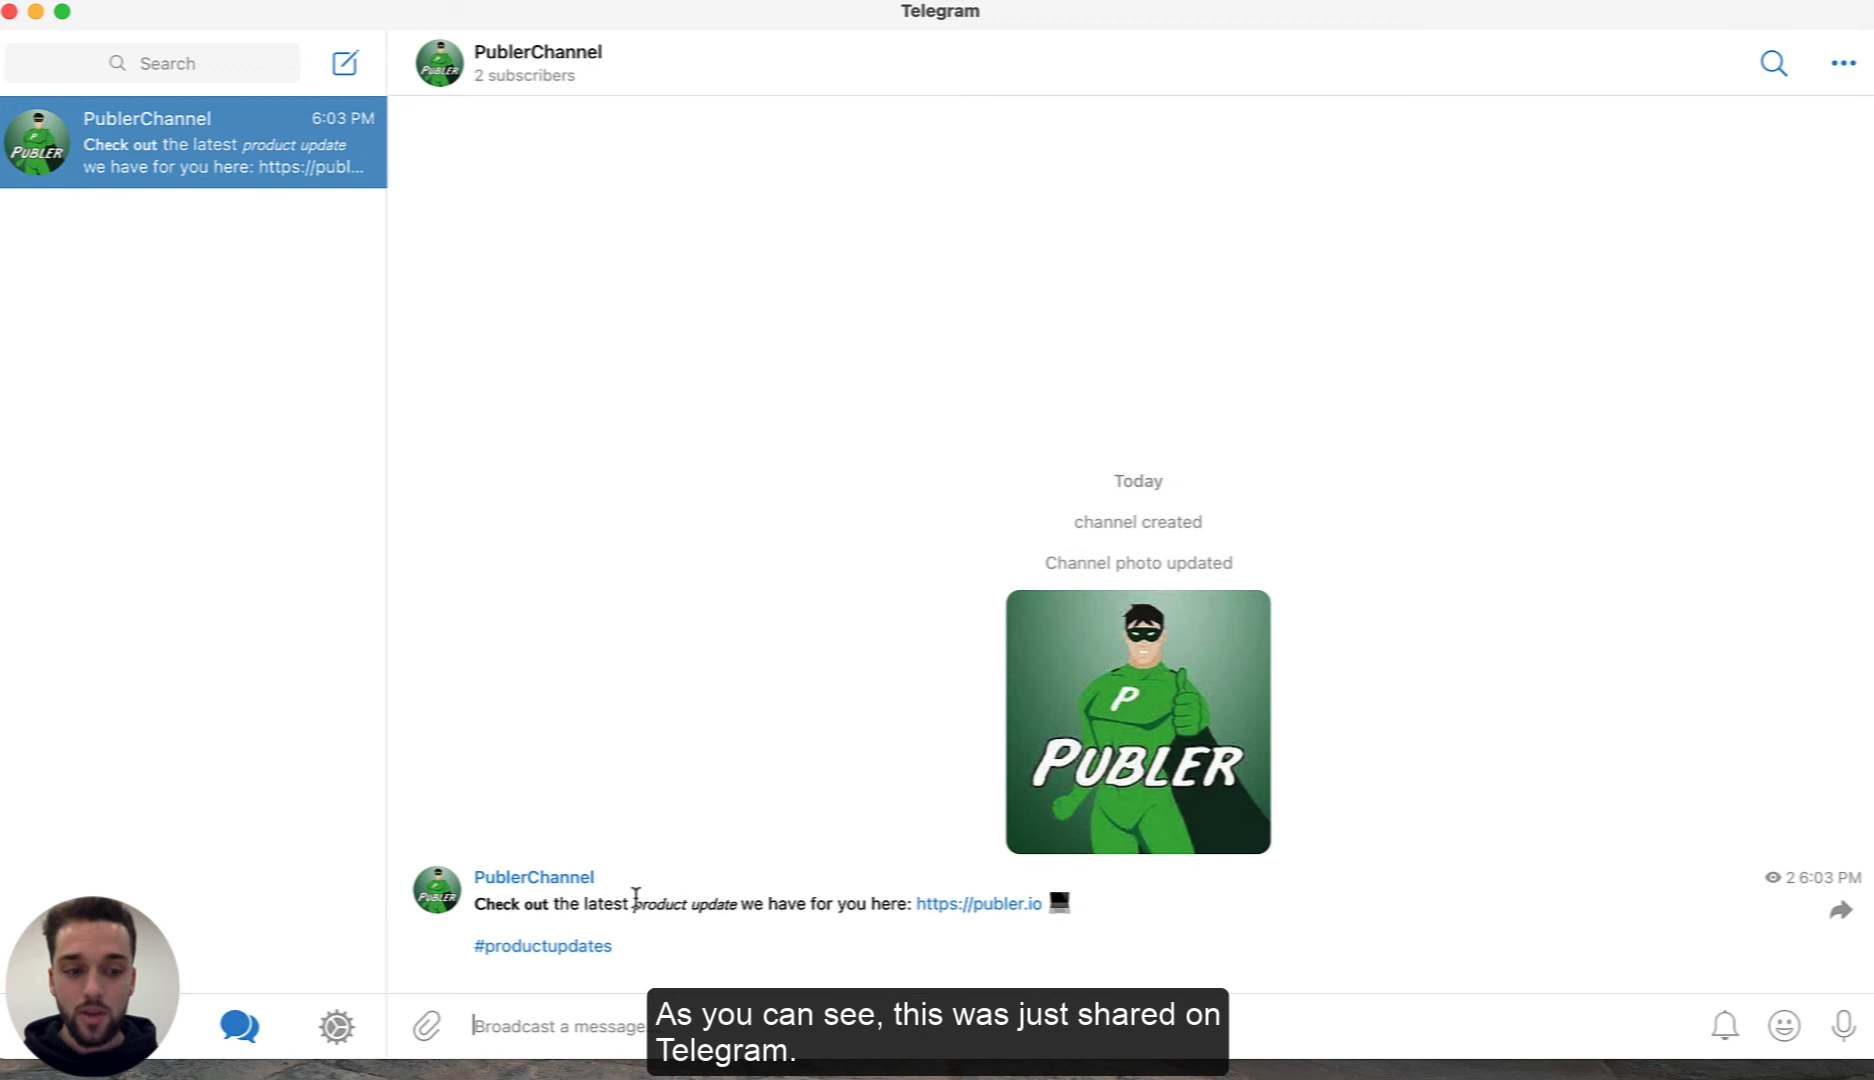 Telegram
Search
PublerChannel
2 subscribers
PublerChannel 6:03 PM
Check out the latest product update
we have for you here: https://publ...
PUBLER
PUBLER
Today
channel created
Channel photo updated
P
PUBLER
PublerChannel
2 6:03 PM
PUBLER
Check out the latest product update we have for you here: https://publer.io
#productupdates
Broadcast a message
As you can see, this was just shared on
Telegram.